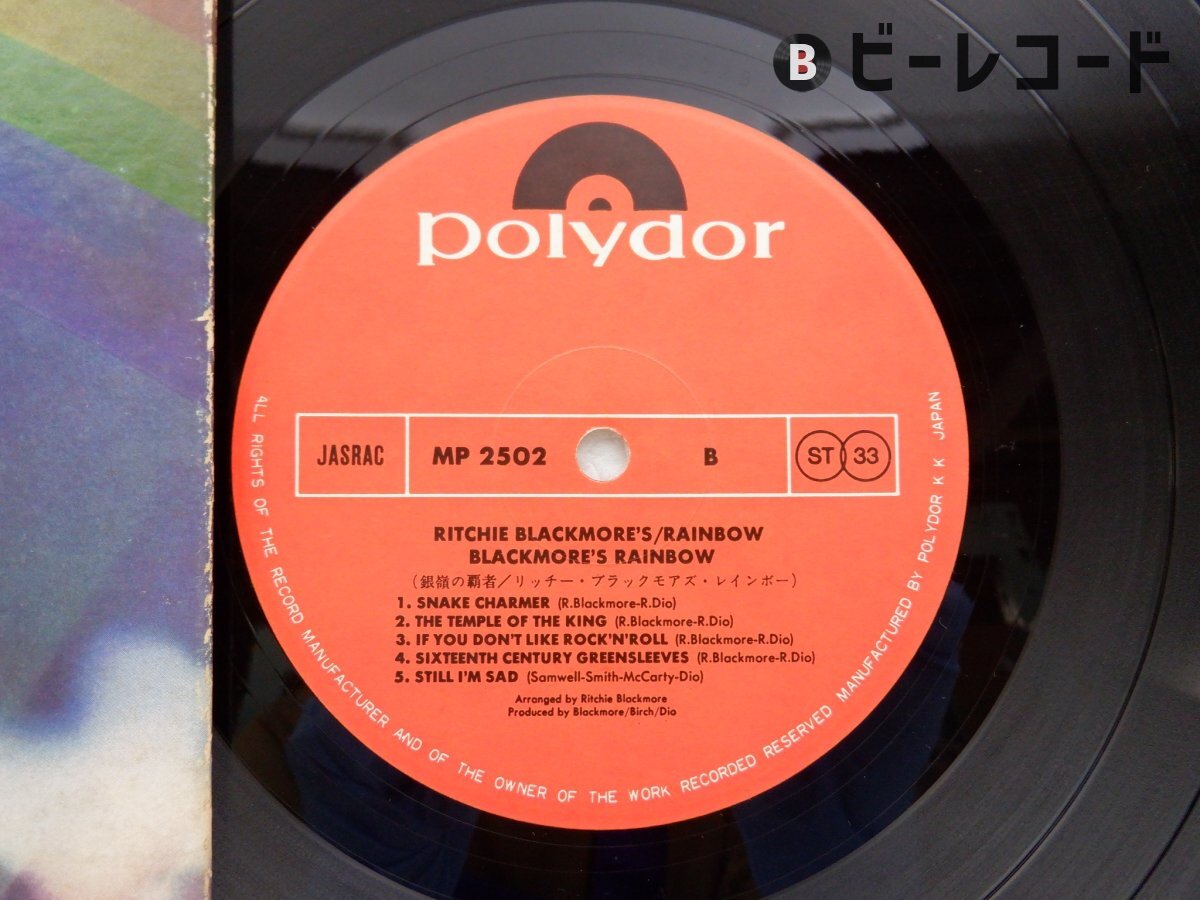 B ビーレコード
polydor
JASRAC MP 2502 B ST 33
RITCHIE BLACKMORE'S/RAINBOW
BLACKMORE'S RAINBOW
(銀嶺の覇者/リッチー・ブラックモアズ・レインボー)
1. SNAKE CHARMER (R.Blackmore-R.Dio)
2. THE TEMPLE OF THE KING (R.Blackmore-R.Dio)
3. IF YOU DON'T LIKE ROCK'N'ROLL (R.Blackmore-R.Dio)
4. SIXTEENTH CENTURY GREENSLEEVES (R.Blackmore-R.Dio)
5. STILL I'M SAD (Samwell-Smith-McCarty-Dio)
Arranged by Ritchie Blackmore
Produced by Blackmore/Birch/Dio
ALL RIGHTS OF THE RECORD MANUFACTURER AND OF THE OWNER OF THE WORK RECORDED RESERVED MANUFACTURED BY POLYDOR K K JAPAN